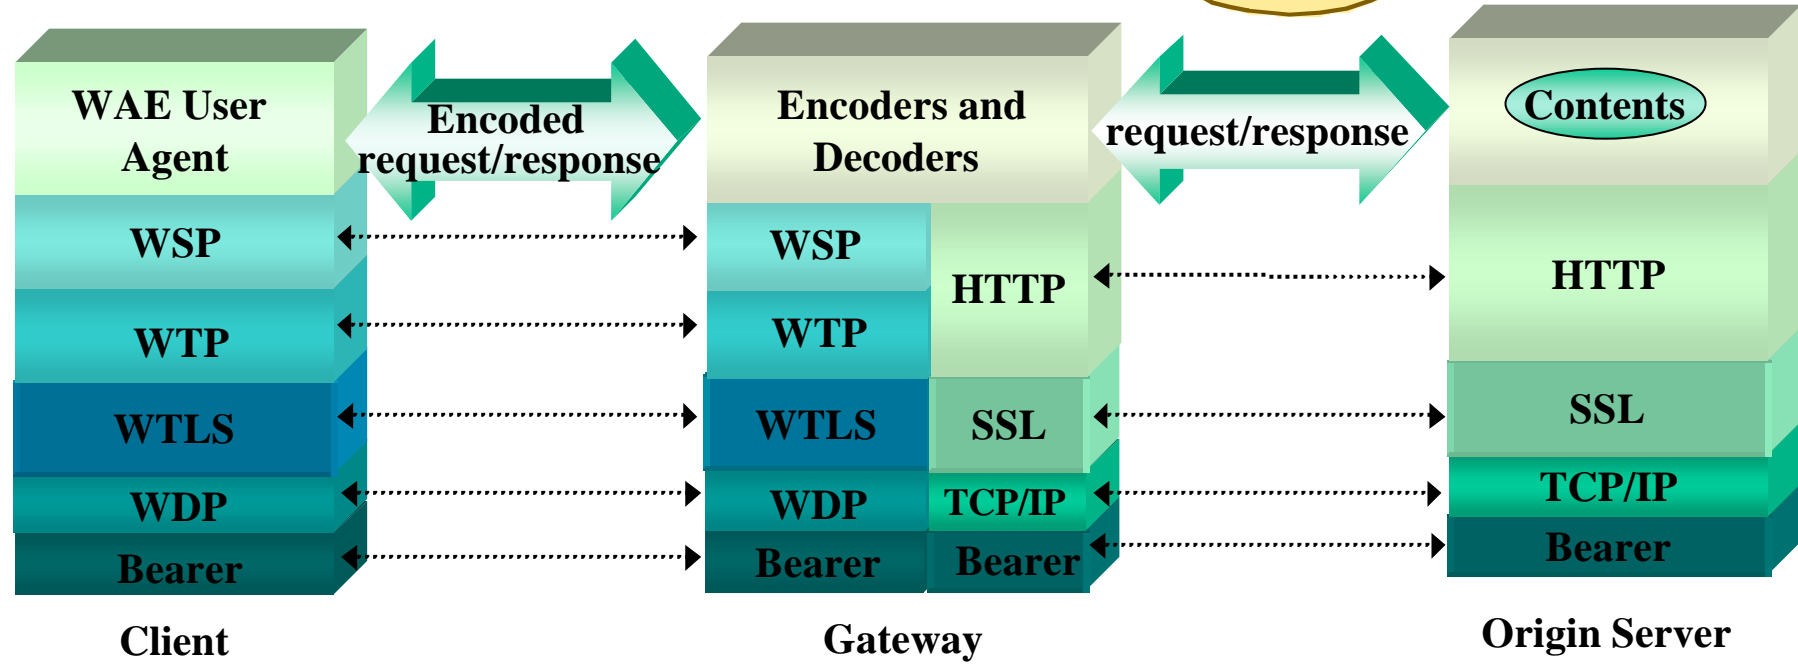 WAE User
Agent
WSP
WTP
WTLS
WDP
Bearer
Client
Encoded
request/response
Encoders and
Decoders
WSP
WTP
WTLS
WDP
Bearer
HTTP
SSL
TCP/IP
Bearer
Gateway
request/response
Contents
HTTP
SSL
TCP/IP
Bearer
Origin Server